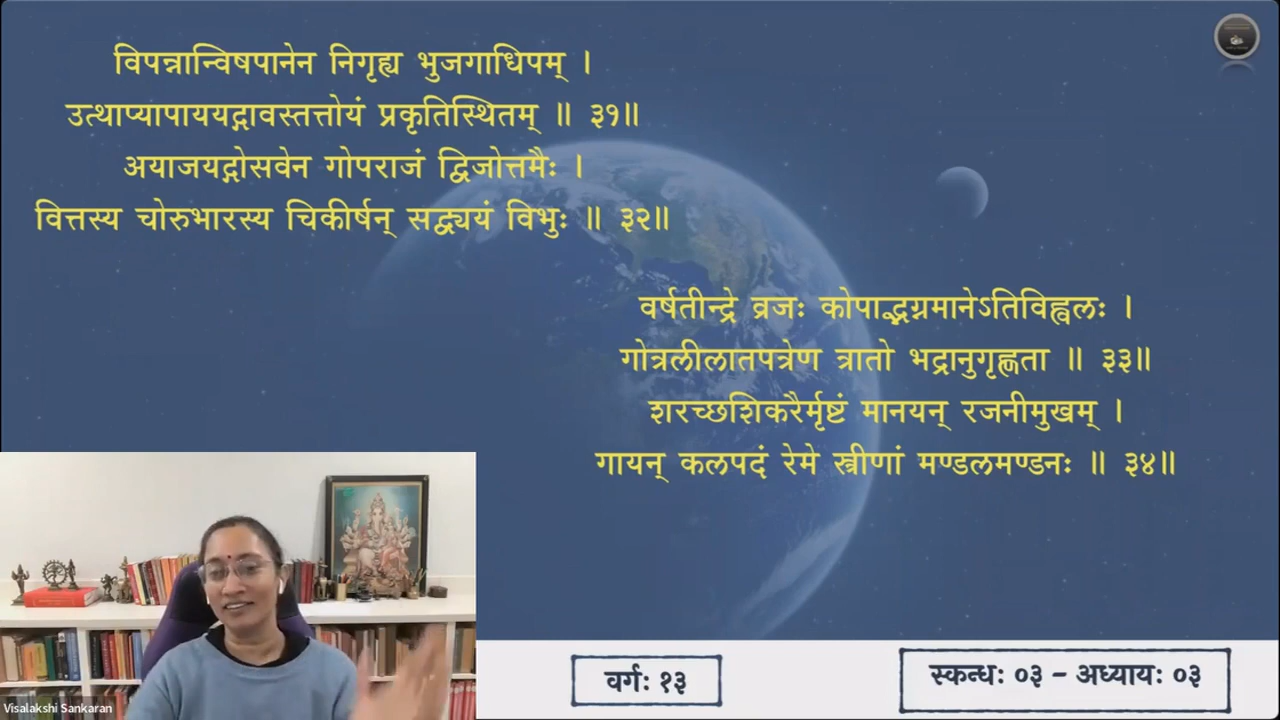 विपन्नान्विषपानेन निगृह्य भुजगाधिपम् ।
उत्थाप्यापाययद्गावस्तत्तोयं प्रकृतिस्थितम् ॥ ३१॥
अयाजयद्गोसवेन गोपराजं द्विजोत्तमैः ।
वित्तस्य चोरुभारस्य चिकीर्षन् सद्व्ययं विभुः ॥ ३२॥
वर्षतीन्द्रे व्रजः कोपाद्भग्नमानेऽतिविह्वलः ।
गोत्रलीलातपत्रेण त्रातो भद्रानुगृह्णता ॥ ३३॥
शरच्छशिकरैर्मृष्टं मानयन् रजनीमुखम् ।
गायन् कलपदं रेमे स्त्रीणां मण्डलमण्डनः ॥ ३४॥
वर्गः १३
स्कन्धः ०३ - अध्यायः ०३
Visalakshi Sankaran